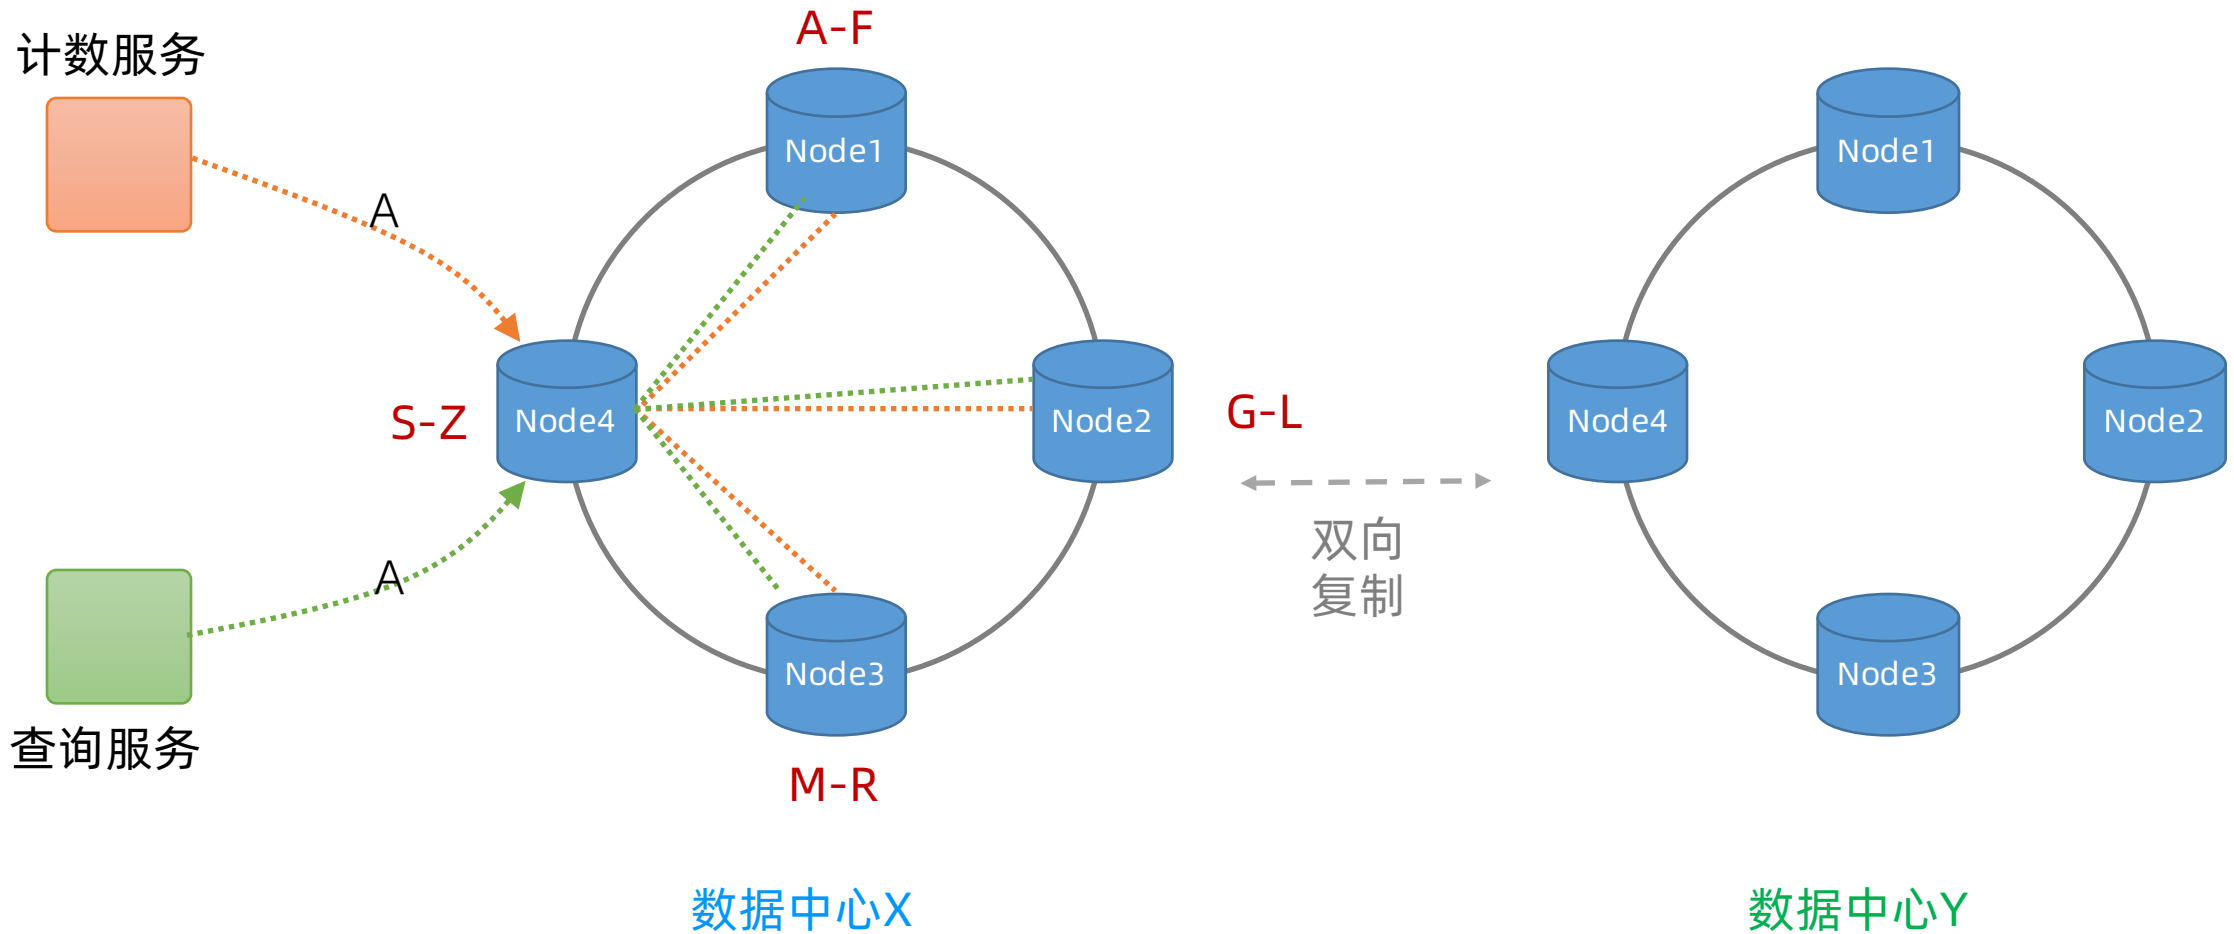 计数服务
A
A-F
Node1
Node4
S-Z
Node2
G-L
A
Node3
M-R
查询服务
双向
复制
Node1
Node4
Node2
Node3
数据中心X
数据中心Y